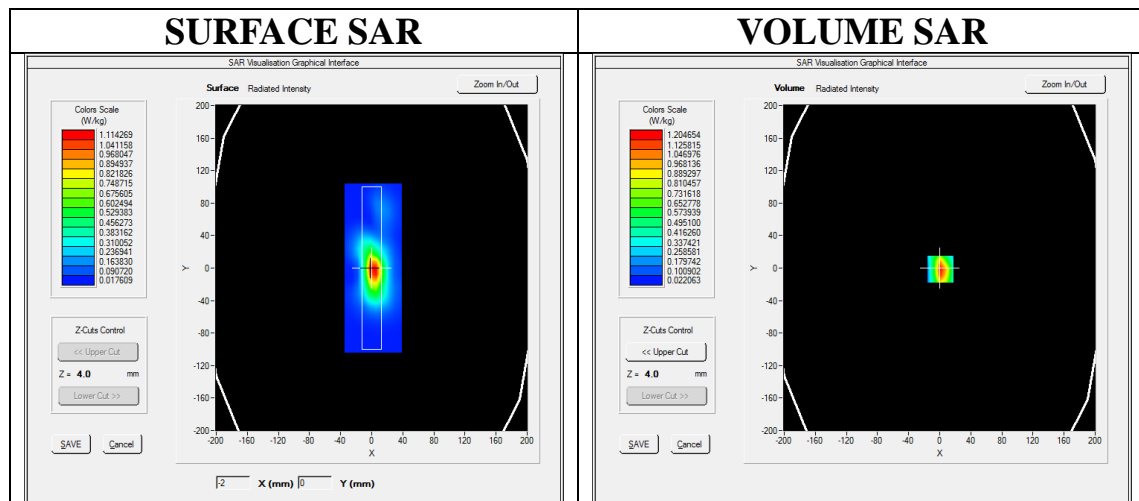 SURFACE SAR
SAR Visualisation Graphical Interface
Surface Radiated Intensity
Zoom In/Out
Colors Scale
(W/kg)
1.114269
1.041158
0.968047
0.894937
0.821826
0.748715
0.675605
0.602494
0.529383
0.456273
0.383162
0.310052
0.236941
0.163830
0.090720
0.017609
Z-Cuts Control
<< Upper Cut
Z = 4.0 mm
Lower Cut >>
SAVE Cancel
200
160
120
80
40
0
-40
-80
-120
-160
-200
Y
-200 -160 -120 -80 -40 0 40 80 120 160 200
X
-2 X (mm) 0 Y (mm)
VOLUME SAR
SAR Visualisation Graphical Interface
Volume Radiated Intensity
Zoom In/Out
Colors Scale
(W/kg)
1.204654
1.125815
1.046976
0.968136
0.889297
0.810457
0.731618
0.652778
0.573939
0.495100
0.416260
0.337421
0.258581
0.179742
0.100902
0.022063
Z-Cuts Control
<< Upper Cut
Z = 4.0 mm
Lower Cut >>
SAVE Cancel
200
160
120
80
40
0
-40
-80
-120
-160
-200
Y
-200 -160 -120 -80 -40 0 40 80 120 160 200
X